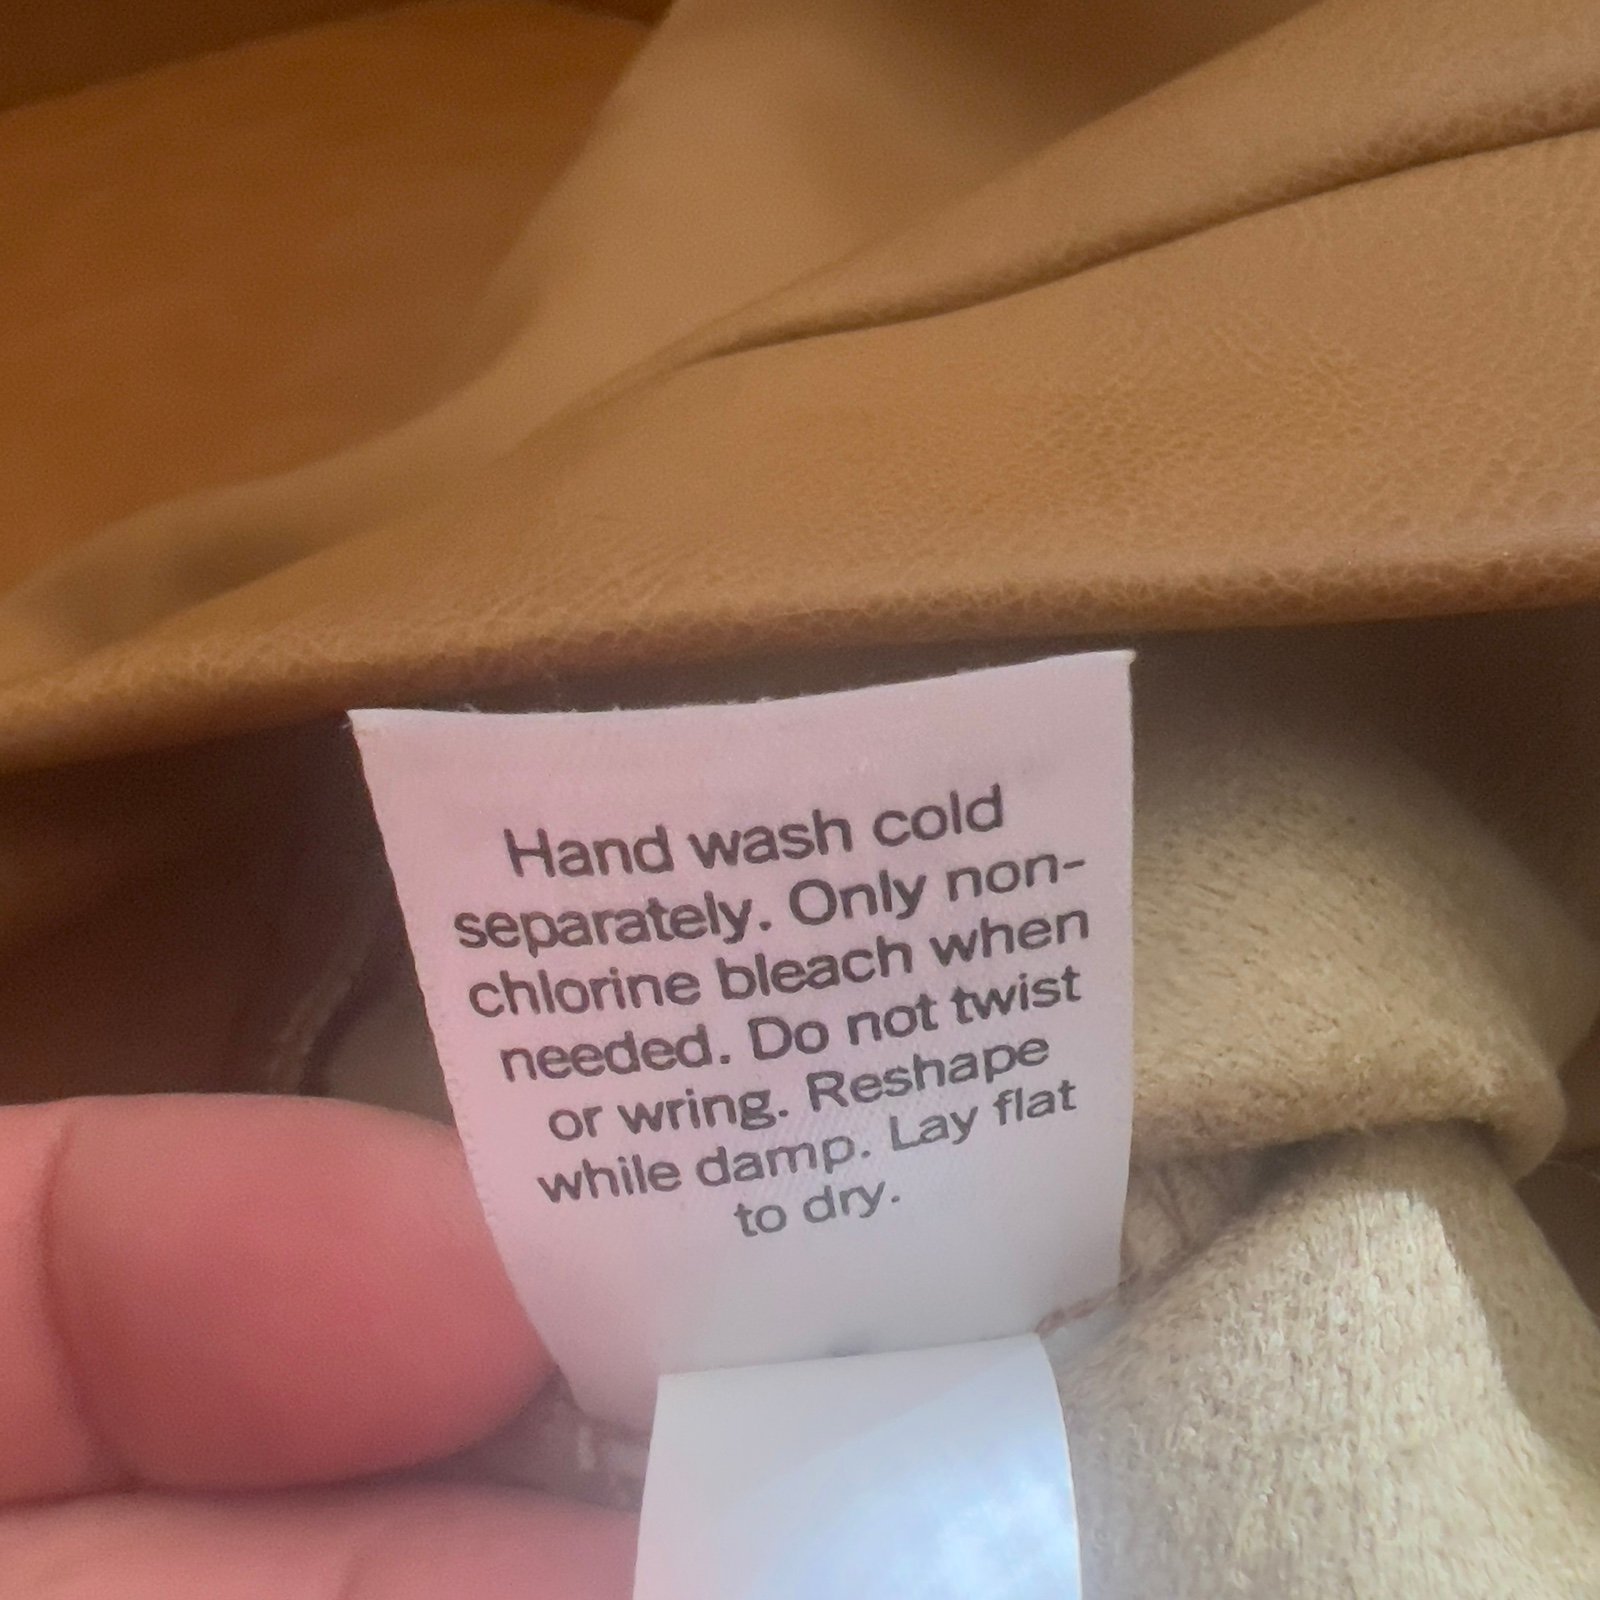 Hand wash cold
separately. Only non-
chlorine bleach when
needed. Do not twist
or wring. Reshape
while damp. Lay flat
to dry.